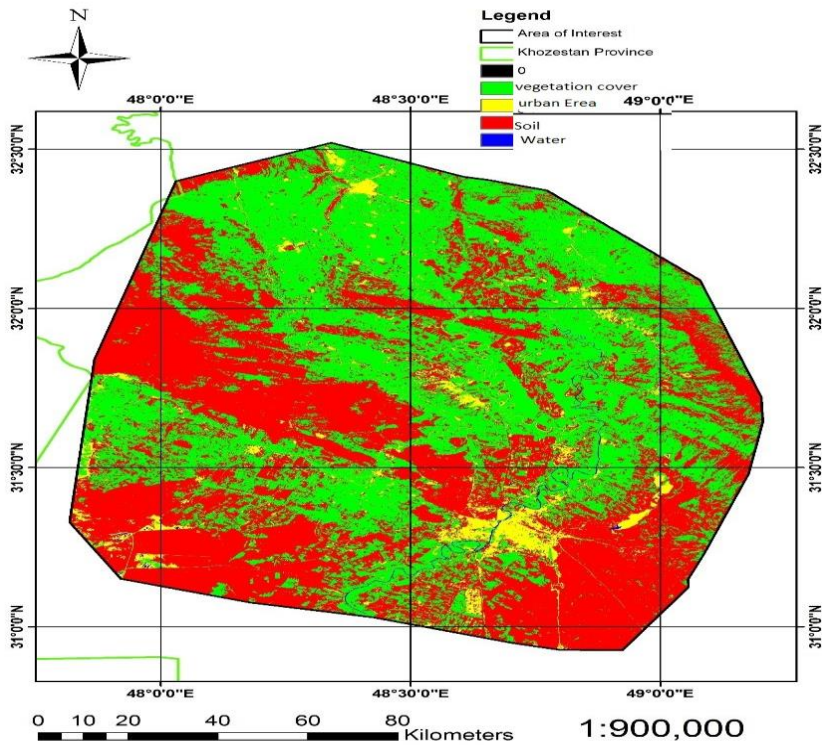 N
Legend
Area of Interest
Khozestan Province
0
vegetation cover
urban Erea
Soil
Water
48°0'0"E 48°30'0"E 49°0'0"E
32°30'0"N 32°30'0"N
22°0'0"N 22°0'0"N
31°30'0"N 31°30'0"N
31°0'0"N 31°0'0"N
48°0'0"E 48°30'0"E 49°0'0"E
0 10 20 40 60 80
Kilometers
1:900,000